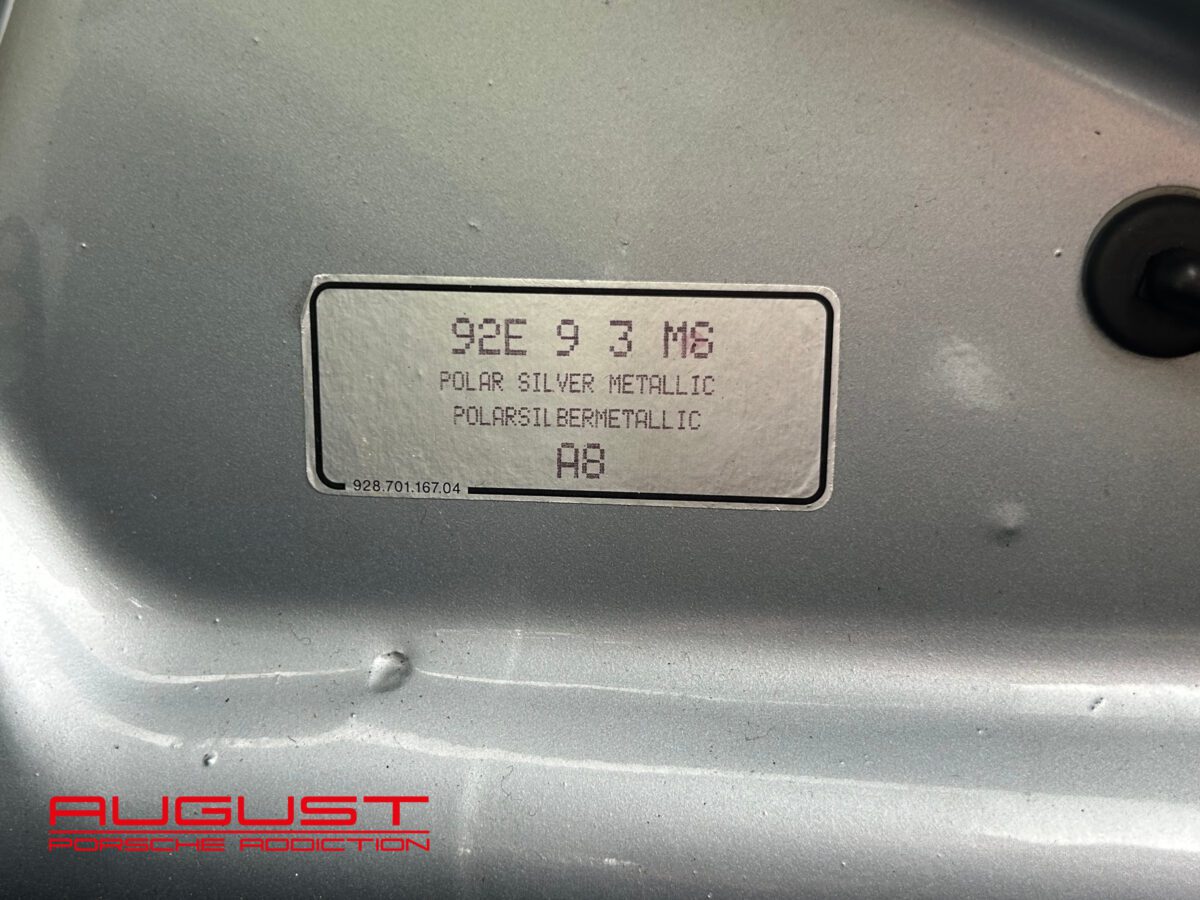 92E 9 3 M6
POLAR SILVER METALLIC
POLARSILBERMETALLIC
A8
928.701.167.04
AUGUST
PORSCHE ADDICTION